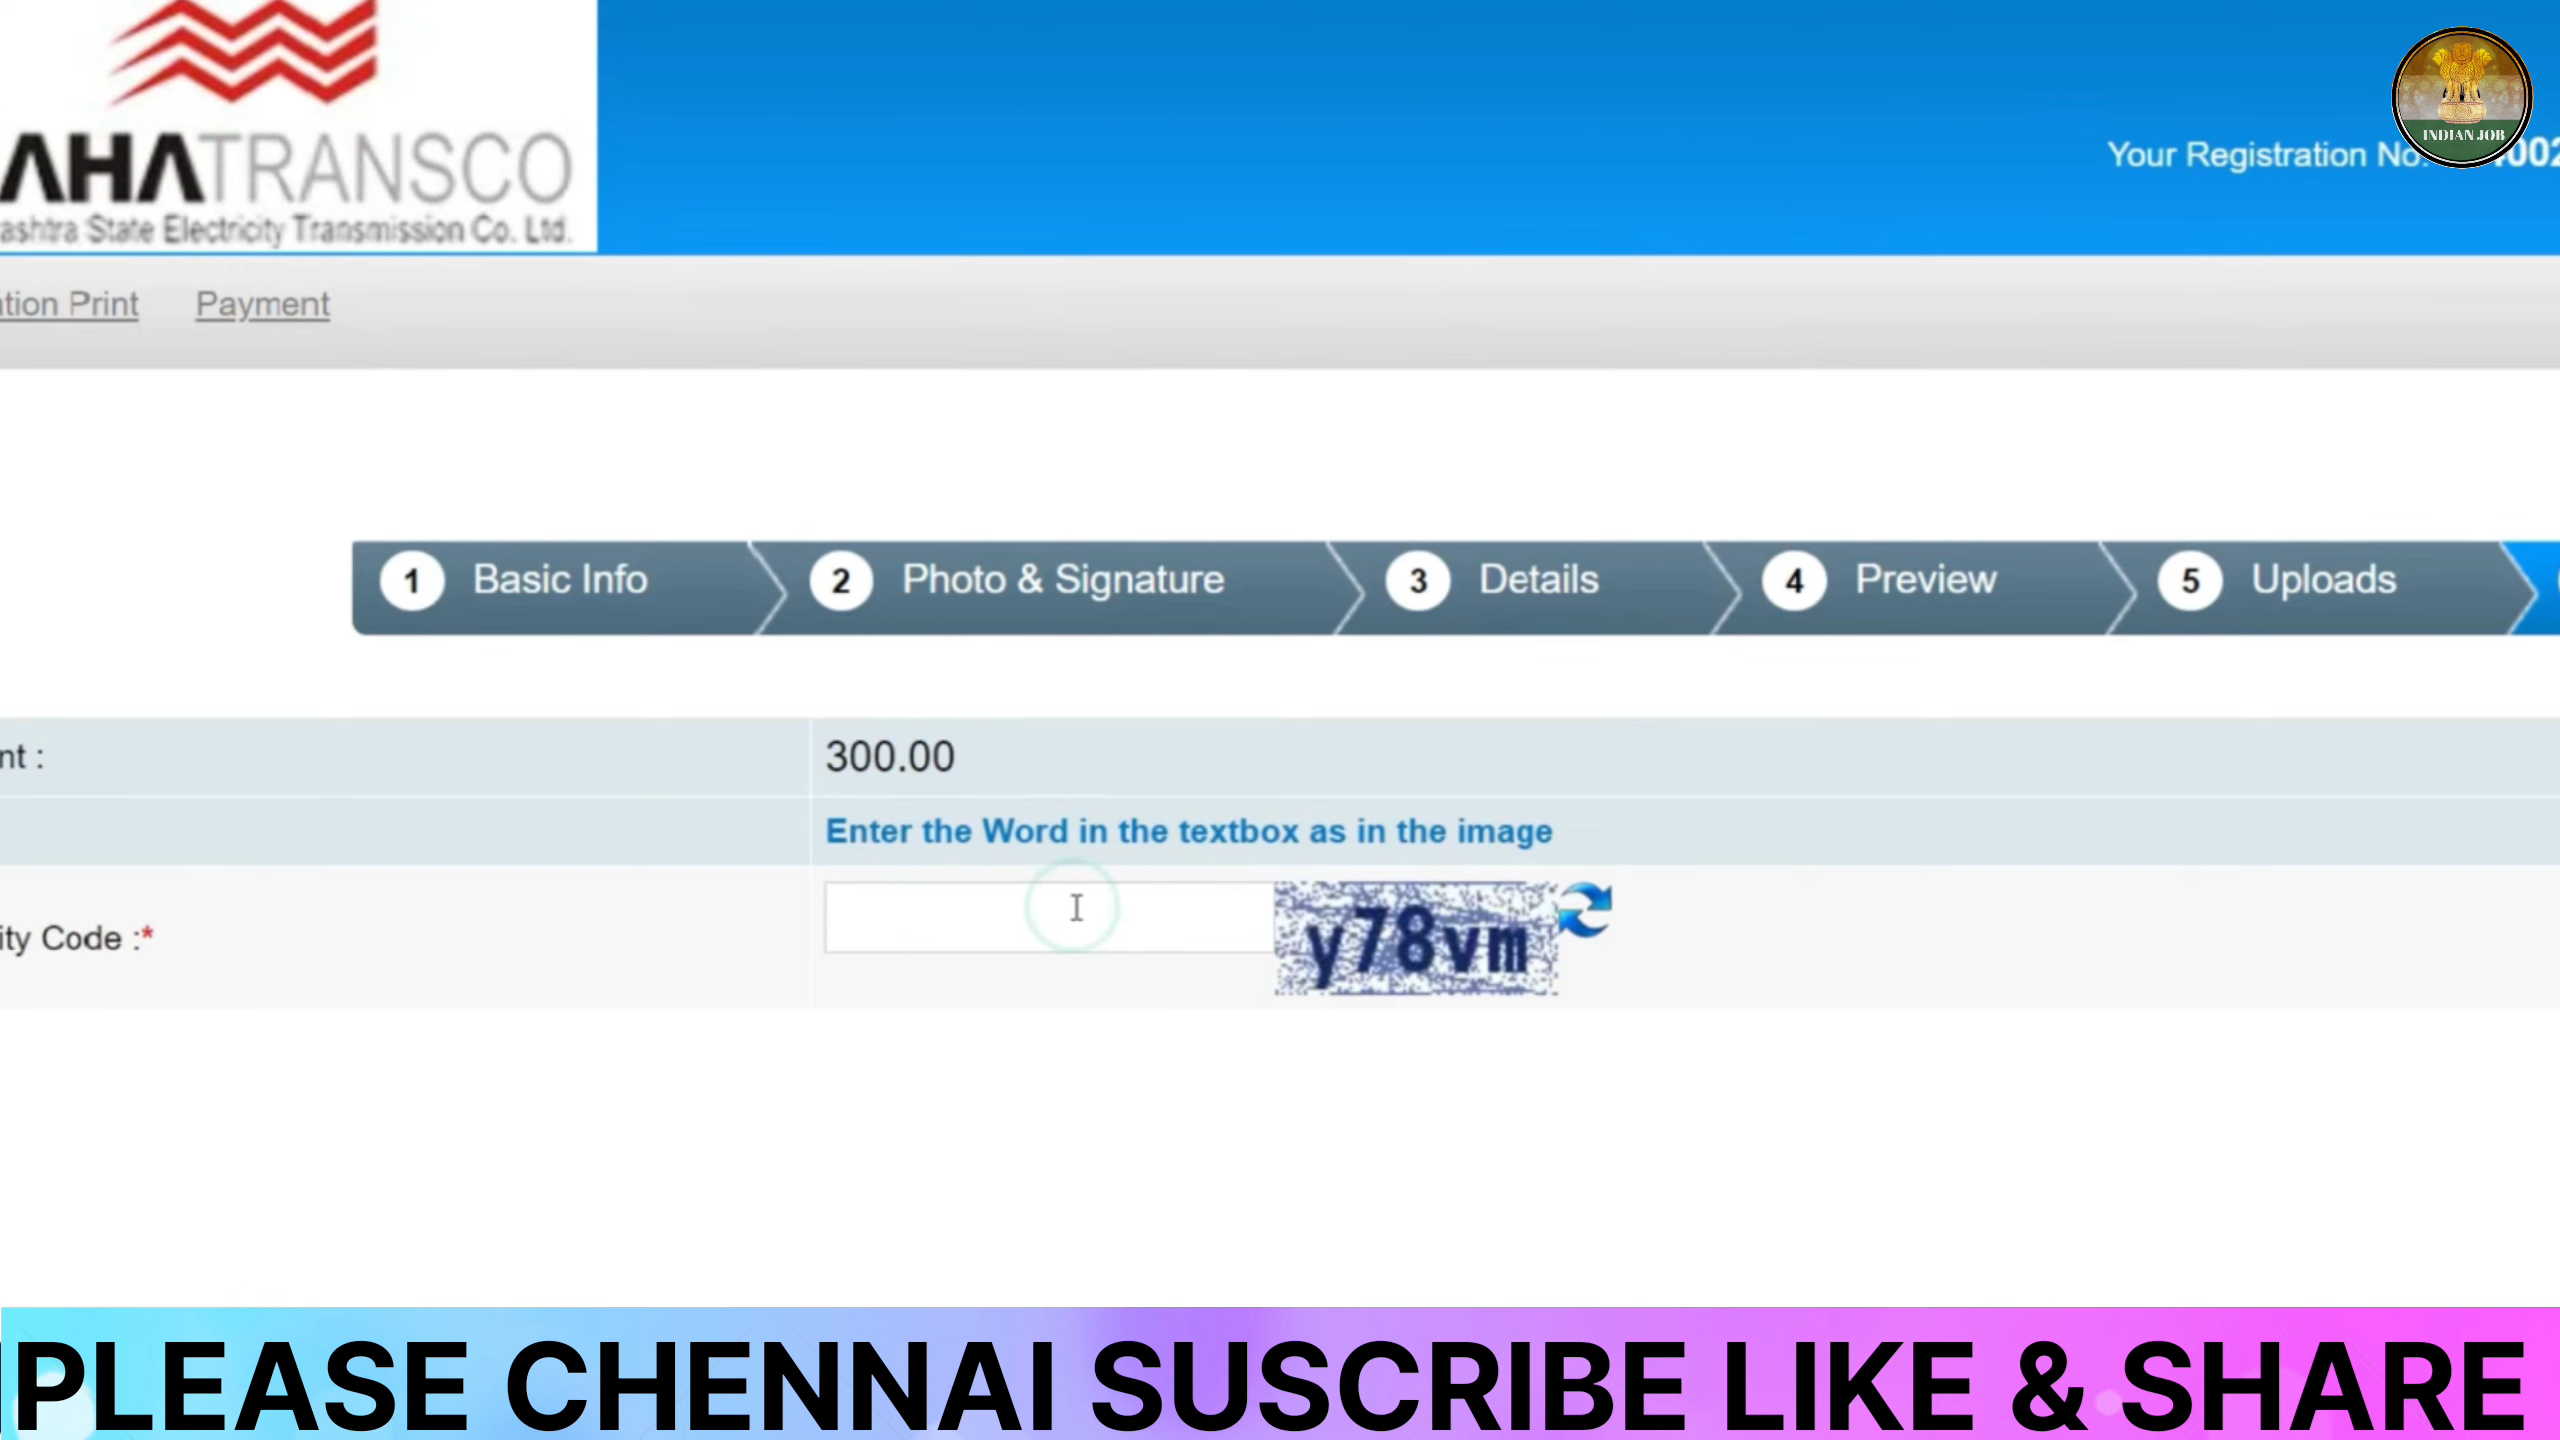 AHATRANSCO
ashtra State Electricity Transmission Co. Ltd.
Your Registration No.
INDIAN JOB
002
tion Print Payment
1 Basic Info 2 Photo & Signature 3 Details 4 Preview 5 Uploads
nt : 300.00
Enter the Word in the textbox as in the image
ity Code :* y78vm
PLEASE CHENNAI SUSCRIBE LIKE & SHARE